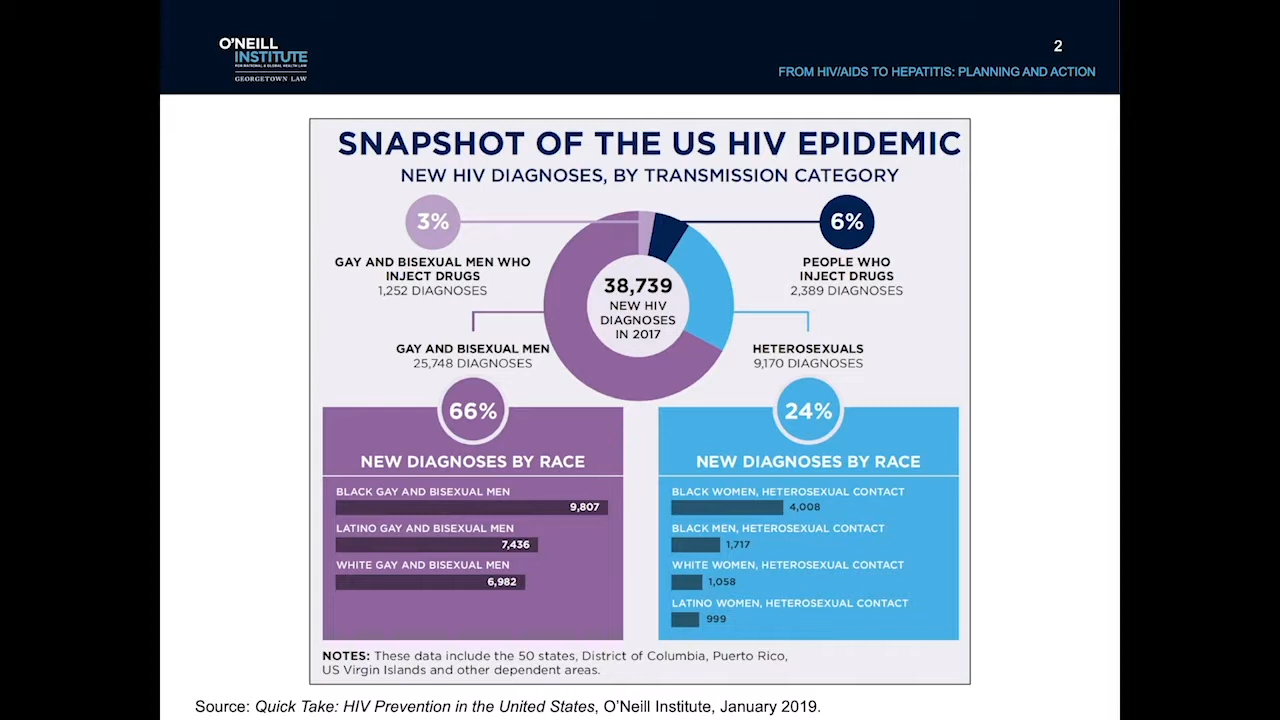 O'NEILL
INSTITUTE
FOR NATIONAL & GLOBAL HEALTH LAW
GEORGETOWN LAW
2
FROM HIV/AIDS TO HEPATITIS: PLANNING AND ACTION
SNAPSHOT OF THE US HIV EPIDEMIC
NEW HIV DIAGNOSES, BY TRANSMISSION CATEGORY
3%
GAY AND BISEXUAL MEN WHO
INJECT DRUGS
1,252 DIAGNOSES
6%
PEOPLE WHO
INJECT DRUGS
2,389 DIAGNOSES
38,739
NEW HIV
DIAGNOSES
IN 2017
GAY AND BISEXUAL MEN
25,748 DIAGNOSES
66%
HETEROSEXUALS
9,170 DIAGNOSES
24%
NEW DIAGNOSES BY RACE
BLACK GAY AND BISEXUAL MEN
9,807
LATINO GAY AND BISEXUAL MEN
7,436
WHITE GAY AND BISEXUAL MEN
6,982
NEW DIAGNOSES BY RACE
BLACK WOMEN, HETEROSEXUAL CONTACT
4,008
BLACK MEN, HETEROSEXUAL CONTACT
1,717
WHITE WOMEN, HETEROSEXUAL CONTACT
1,058
LATINO WOMEN, HETEROSEXUAL CONTACT
999
NOTES: These data include the 50 states, District of Columbia, Puerto Rico,
US Virgin Islands and other dependent areas.
Source: Quick Take: HIV Prevention in the United States, O'Neill Institute, January 2019.